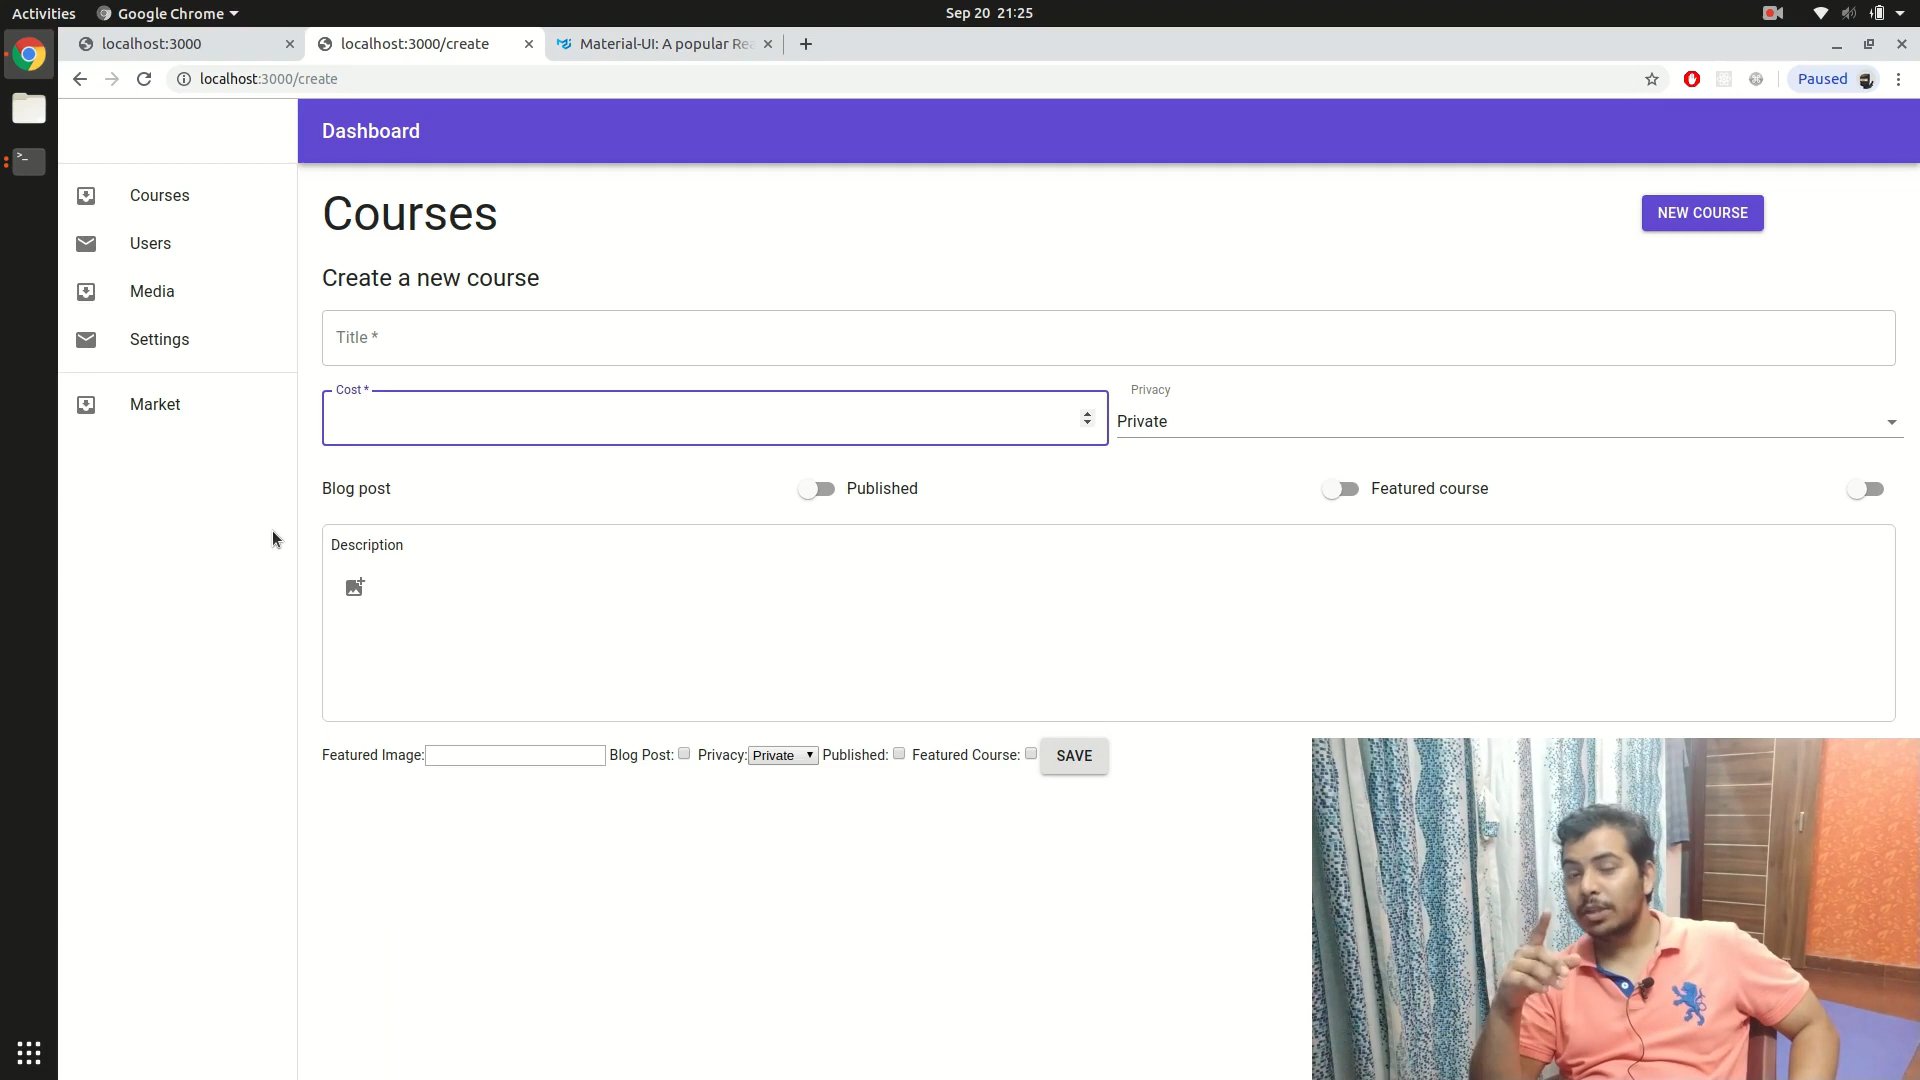 Activities Google Chrome Sep 20 21:25
localhost:3000 localhost:3000/create Material-UI: A popular Rea
localhost:3000/create Paused
Dashboard
Courses
Users
Media
Settings
Market
Courses NEW COURSE
Create a new course
Title *
Cost * Privacy
Private
Blog post Published Featured course
Description
Featured Image: Blog Post: Privacy: Private Published: Featured Course: SAVE